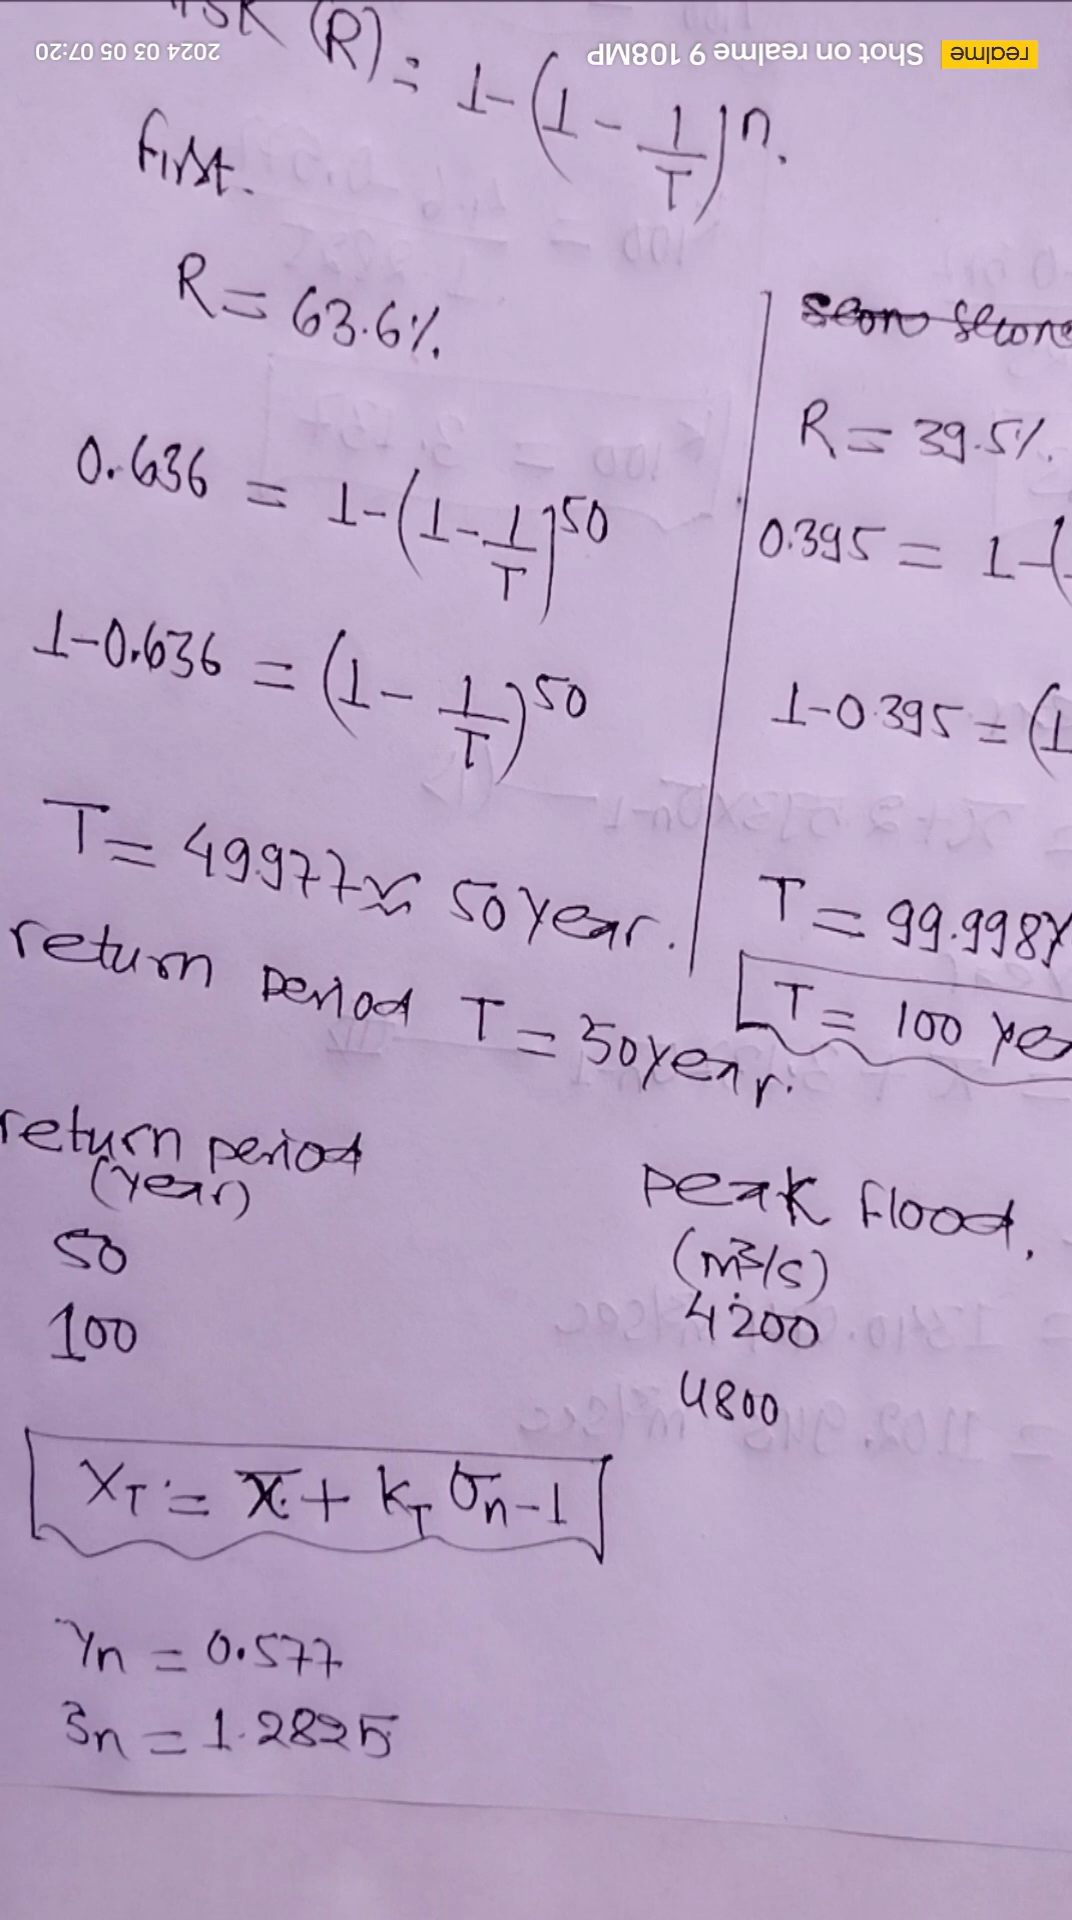 (R) = 1-(1-1/T)^n.
First.
R = 63.6%.
0.636 = 1-(1-1/T)^50
1-0.636 = (1-1/T)^50
T = 49.977 ≈ 50 Year.
return period T = 50 year.
R = 39.5%.
0.395 = 1-(
1-0.395 = (1
T = 99.998Y
T = 100 yea
return period
(year)
50
100
peak flood.
(m³/s)
4200
4800
XT = x̄ + KT σn-1
Yn = 0.577
Sn = 1.2825
realme Shot on realme 9 108MP
2024 03 05 07:20